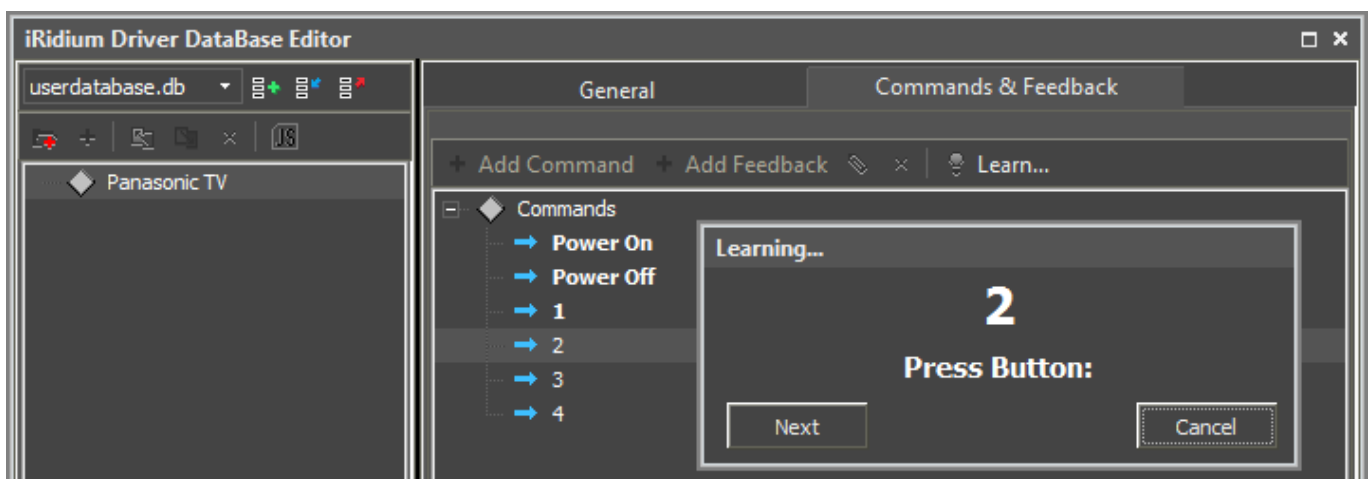 iRidium Driver DataBase Editor
userdatabase.db
JS
Panasonic TV
General
Commands & Feedback
Add Command
Add Feedback
Learn...
Commands
Power On
Power Off
1
2
3
4
Learning...
2
Press Button:
Next
Cancel